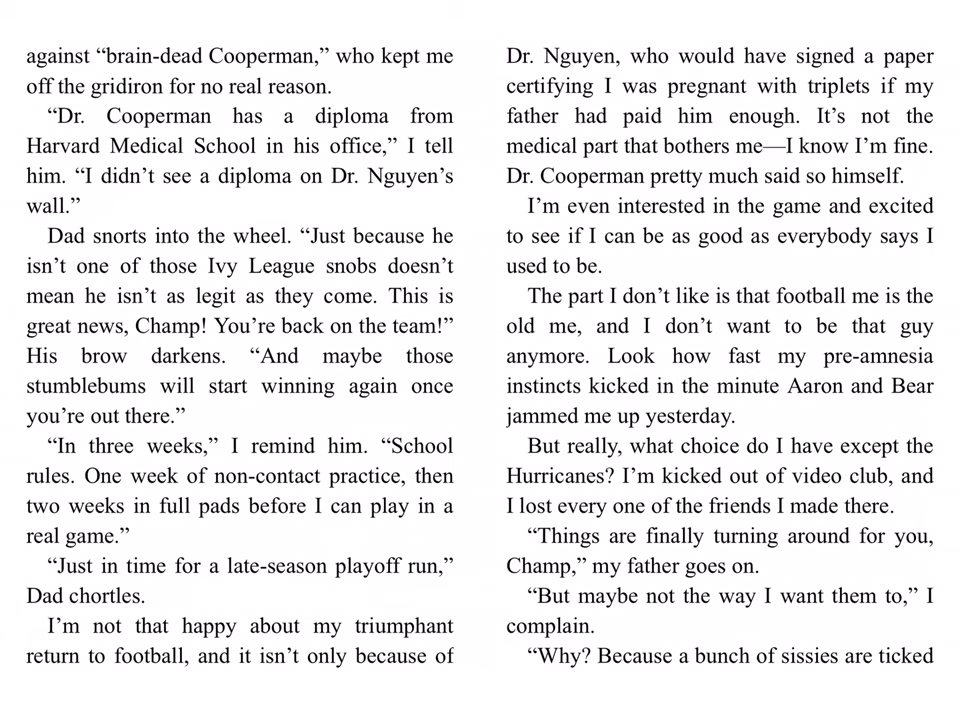 against “brain-dead Cooperman,” who kept me
off the gridiron for no real reason.
“Dr. Cooperman has a diploma from
Harvard Medical School in his office,” I tell
him. “I didn’t see a diploma on Dr. Nguyen’s
wall.”
Dad snorts into the wheel. “Just because he
isn’t one of those Ivy League snobs doesn’t
mean he isn’t as legit as they come. This is
great news, Champ! You’re back on the team!”
His brow darkens. “And maybe those
stumblebums will start winning again once
you’re out there.”
“In three weeks,” I remind him. “School
rules. One week of non-contact practice, then
two weeks in full pads before I can play in a
real game.”
“Just in time for a late-season playoff run,”
Dad chortles.
I’m not that happy about my triumphant
return to football, and it isn’t only because of
Dr. Nguyen, who would have signed a paper
certifying I was pregnant with triplets if my
father had paid him enough. It’s not the
medical part that bothers me—I know I’m fine.
Dr. Cooperman pretty much said so himself.
I’m even interested in the game and excited
to see if I can be as good as everybody says I
used to be.
The part I don’t like is that football me is the
old me, and I don’t want to be that guy
anymore. Look how fast my pre-amnesia
instincts kicked in the minute Aaron and Bear
jammed me up yesterday.
But really, what choice do I have except the
Hurricanes? I’m kicked out of video club, and
I lost every one of the friends I made there.
“Things are finally turning around for you,
Champ,” my father goes on.
“But maybe not the way I want them to,” I
complain.
“Why? Because a bunch of sissies are ticked